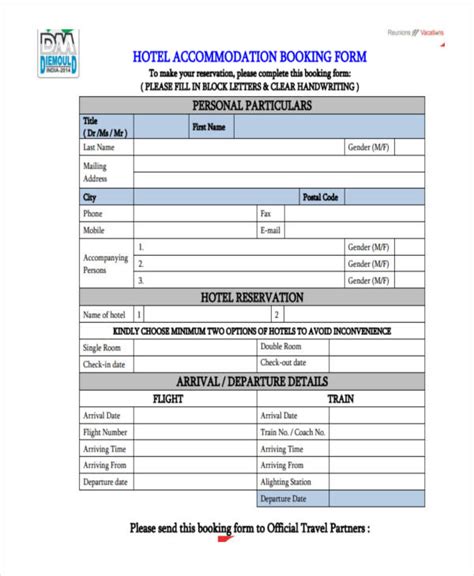 DM
DIEMOULD
INDIA-2014
Reunions Vacations
HOTEL ACCOMMODATION BOOKING FORM
To make your reservation, please complete this booking form:
( PLEASE FILL IN BLOCK LETTERS & CLEAR HANDWRITING )
PERSONAL PARTICULARS
Title
( Dr /Ms / Mr ) First Name
Last Name Gender (M/F)
Mailing
Address
City Postal Code
Phone Fax
Mobile E-mail
Accompanying
Persons
1. Gender (M/F)
2. Gender (M/F)
3. Gender (M/F)
HOTEL RESERVATION
Name of hotel 1 2
KINDLY CHOOSE MINIMUM TWO OPTIONS OF HOTELS TO AVOID INCONVENIENCE
Single Room Double Room
Check-in date Check-out date
ARRIVAL / DEPARTURE DETAILS
FLIGHT TRAIN
Arrival Date Arrival Date
Flight Number Train No. / Coach No.
Arriving Time Arriving Time
Arriving From Arriving From
Departure date Alighting Station
Departure Date
Please send this booking form to Official Travel Partners :